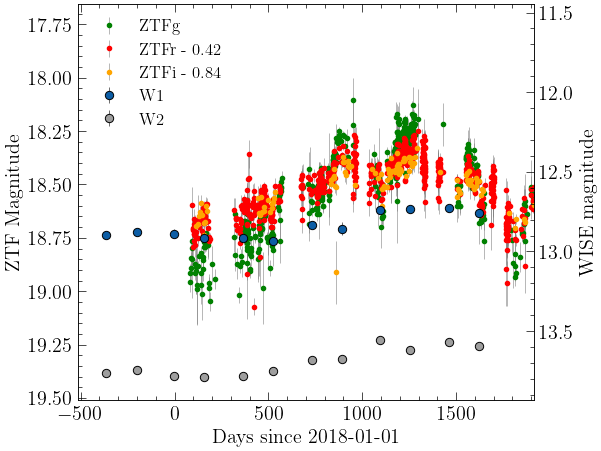 ZTFg
ZTFr - 0.42
ZTFi - 0.84
W1
W2
ZTF Magnitude
17.75
18.00
18.25
18.50
18.75
19.00
19.25
19.50
WISE magnitude
11.5
12.0
12.5
13.0
13.5
−500
0
500
1000
1500
Days since 2018-01-01